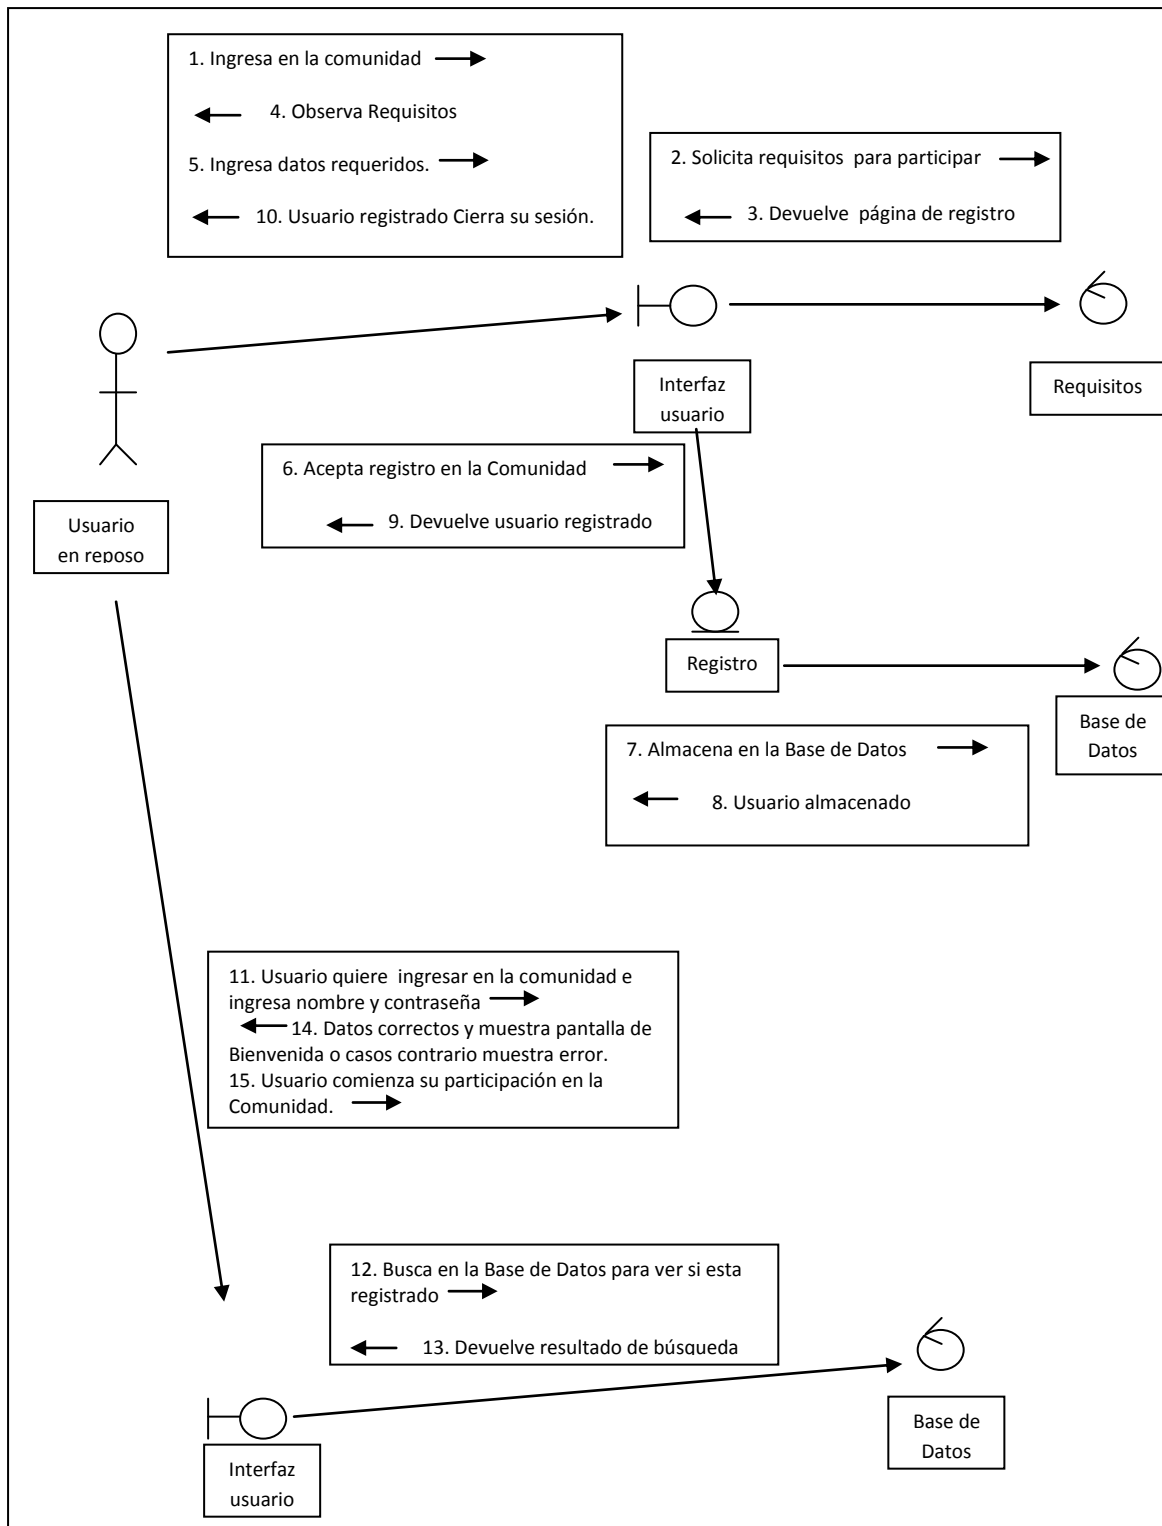 1. Ingresa en la comunidad
4. Observa Requisitos
5. Ingresa datos requeridos.
10. Usuario registrado Cierra su sesión.
2. Solicita requisitos  para participar
3. Devuelve  página de registro
Interfaz
usuario
Requisitos
6. Acepta registro en la Comunidad
9. Devuelve usuario registrado
Usuario
en reposo
Registro
Base de
Datos
7. Almacena en la Base de Datos
8. Usuario almacenado
11. Usuario quiere  ingresar en la comunidad e
ingresa nombre y contraseña
14. Datos correctos y muestra pantalla de
Bienvenida o casos contrario muestra error.
15. Usuario comienza su participación en la
Comunidad.
12. Busca en la Base de Datos para ver si esta
registrado
13. Devuelve resultado de búsqueda
Base de
Datos
Interfaz
usuario